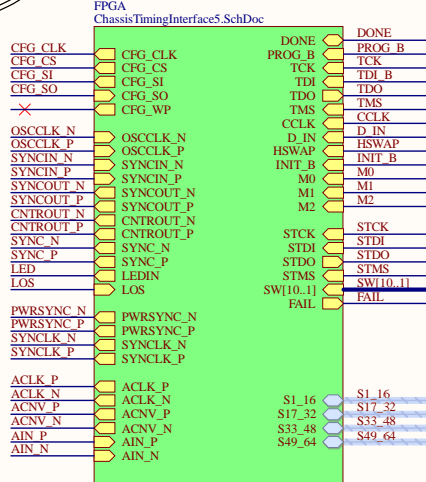 FPGA
ChassisTimingInterface5.SchDoc
CFG_CLK
CFG_CS
CFG_SI
CFG_SO
OSCCLK_N
OSCCLK_P
SYNCIN_N
SYNCIN_P
SYNCOUT_N
SYNCOUT_P
CNTROUT_N
CNTROUT_P
SYNC_N
SYNC_P
LED
LOS
PWRSYNC_N
PWRSYNC_P
SYNCLK_N
SYNCLK_P
ACLK_P
ACLK_N
ACNV_P
ACNV_N
AIN_P
AIN_N
CFG_CLK
CFG_CS
CFG_SI
CFG_SO
CFG_WP
OSCCLK_N
OSCCLK_P
SYNCIN_N
SYNCIN_P
SYNCOUT_N
SYNCOUT_P
CNTROUT_N
CNTROUT_P
SYNC_N
SYNC_P
LEDIN
LOS
PWRSYNC_N
PWRSYNC_P
SYNCLK_N
SYNCLK_P
ACLK_P
ACLK_N
ACNV_P
ACNV_N
AIN_P
AIN_N
DONE
PROG_B
TCK
TDI
TDO
TMS
CCLK
D_IN
HSWAP
INIT_B
M0
M1
M2
STCK
STDI
STDO
STMS
SW[10..1]
FAIL
S1_16
S17_32
S33_48
S49_64
DONE
PROG_B
TCK
TDI_B
TDO
TMS
CCLK
D_IN
HSWAP
INIT_B
M0
M1
M2
STCK
STDI
STDO
STMS
SW[10..1]
FAIL
S1_16
S17_32
S33_48
S49_64